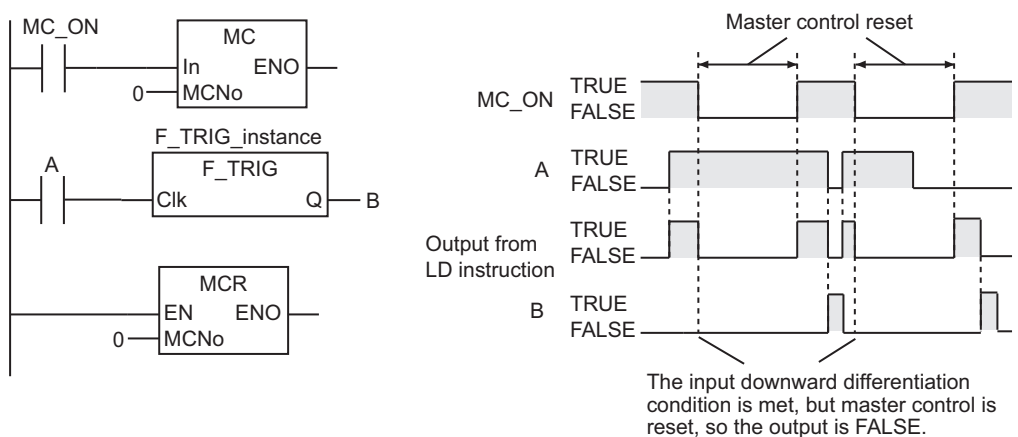 MC_ON
MC
In ENO
0 MCNo
F_TRIG_instance
A
F_TRIG
Clk Q B
MCR
EN ENO
0 MCNo
Master control reset
MC_ON
TRUE
FALSE
A
TRUE
FALSE
Output from
LD instruction
TRUE
FALSE
B
TRUE
FALSE
The input downward differentiation
condition is met, but master control is
reset, so the output is FALSE.